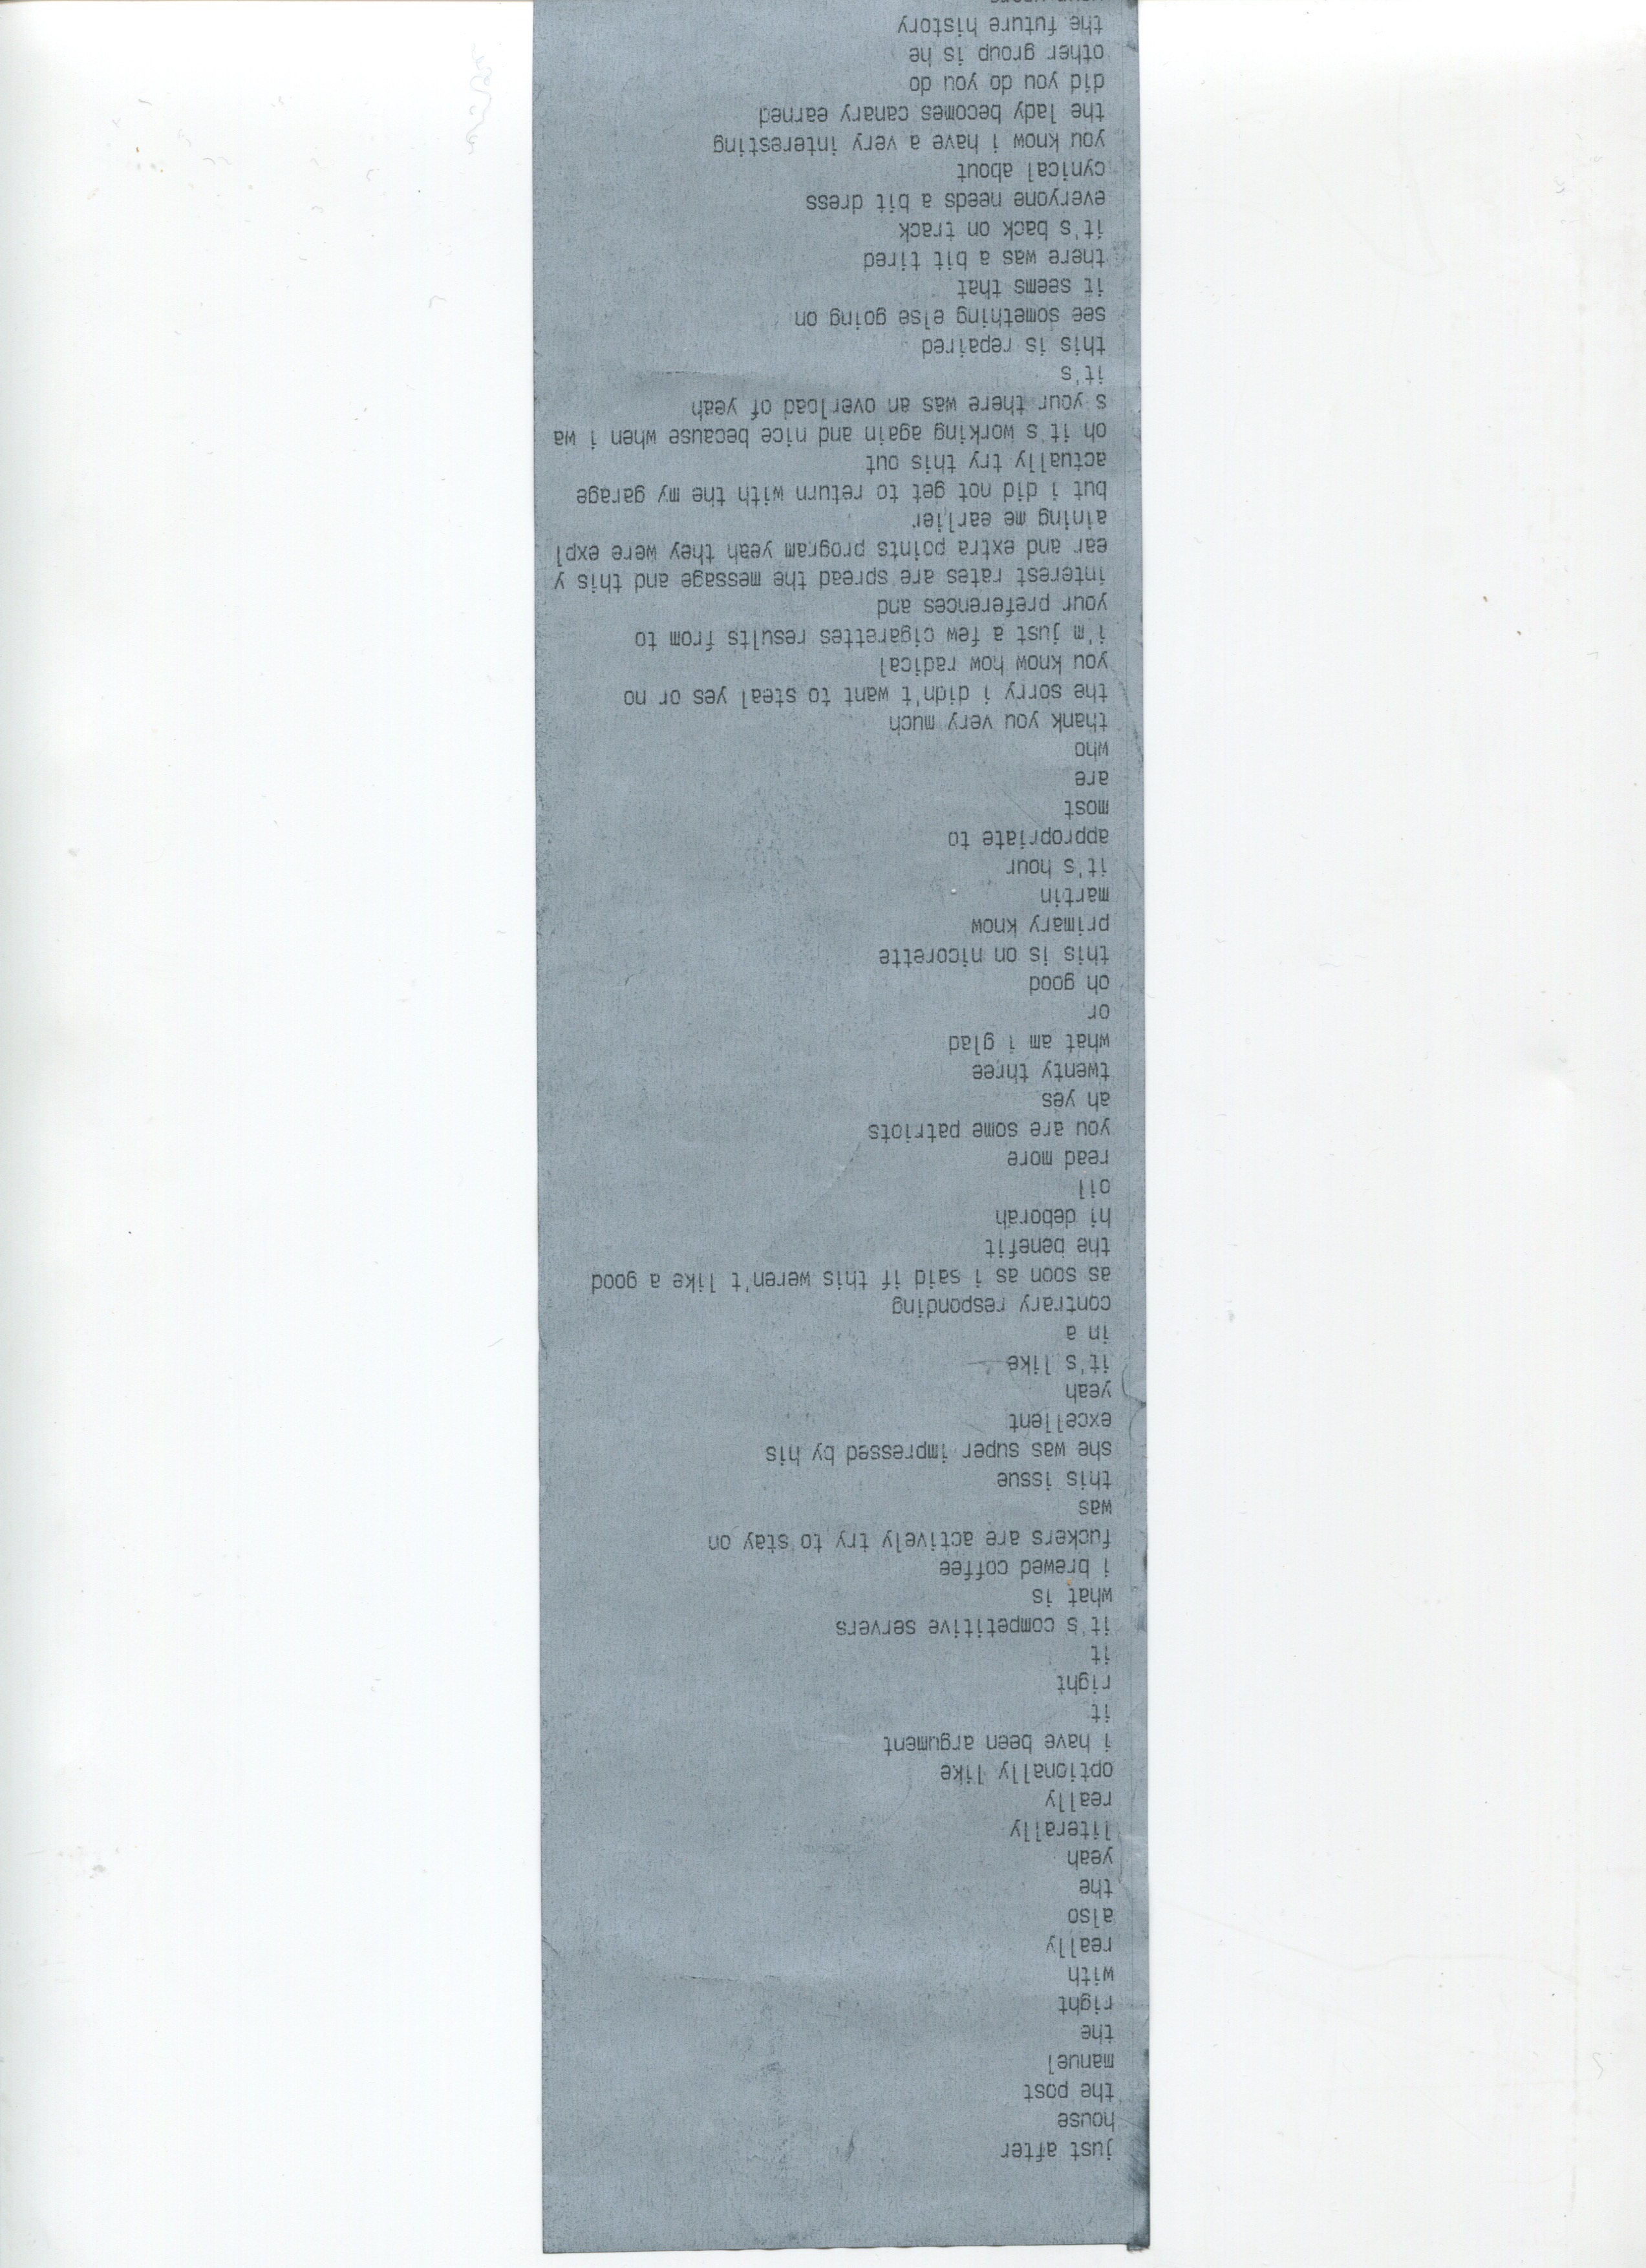 just after
house
the post
manuel
the
right
with
really
also
the
yeah
literally
really
optionally like
i have been argument
it
right
it
it's competitive servers
what is
i brewed coffee
fuckers are actively try to stay on
was
this issue
she was super impressed by his
excellent
yeah
it's like
in a
contrary responding
as soon as i said if this weren't like a good
the benefit
hi deborah
oil
read more
you are some patriots
ah yes
twenty three
what am i glad
or
oh good
this is on nicorette
primary know
martin
it's hour
appropriate to
most
are
who
thank you very much
the sorry i didn't want to steal yes or no
you know how radical
i'm just a few cigarettes results from to
your preferences and
interest rates are spread the message and this y
ear and extra points program yeah they were expl
aining me earlier
but i did not get to return with the my garage
actually try this out
oh it's working again and nice because when i wa
s your there was an overload of yeah
it's
this is repaired
see something else going on
it seems that
there was a bit tired
it's back on track
everyone needs a bit dress
cynical about
you know i have a very interesting
the lady becomes canary earned
did you do you do
other group is he
the future history